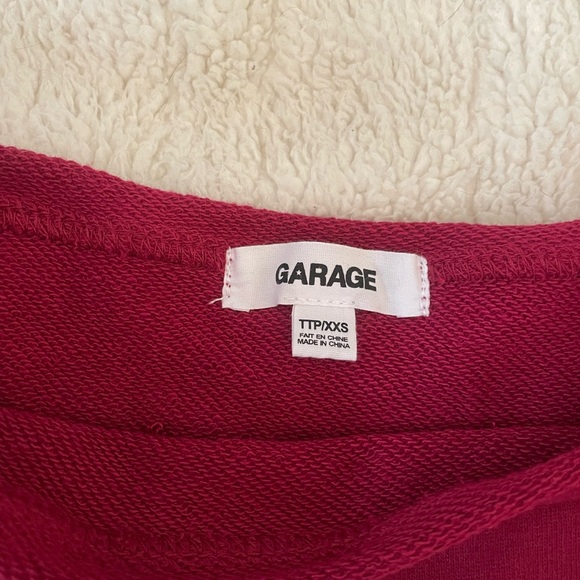 GARAGE
TTP/XXS
FAIT EN CHINE
MADE IN CHINA